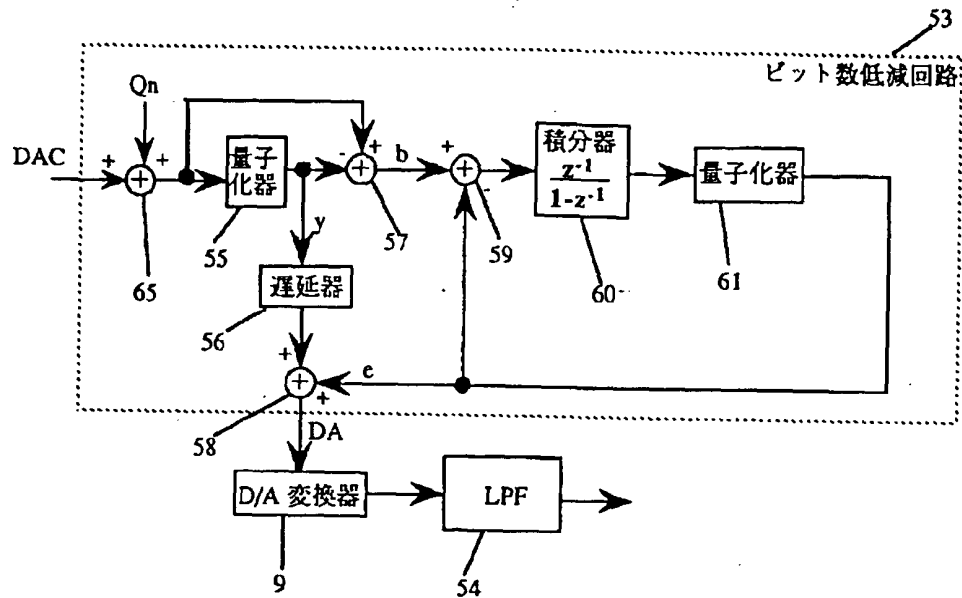 53
ビット数低減回路
Qn
DAC
+
+
65
量子
化器
55
y
-
+
57
b
+
-
59
積分器
z⁻¹
1-z⁻¹
60
量子化器
61
遅延器
56
+
+
e
58
DA
D/A 変換器
9
LPF
54